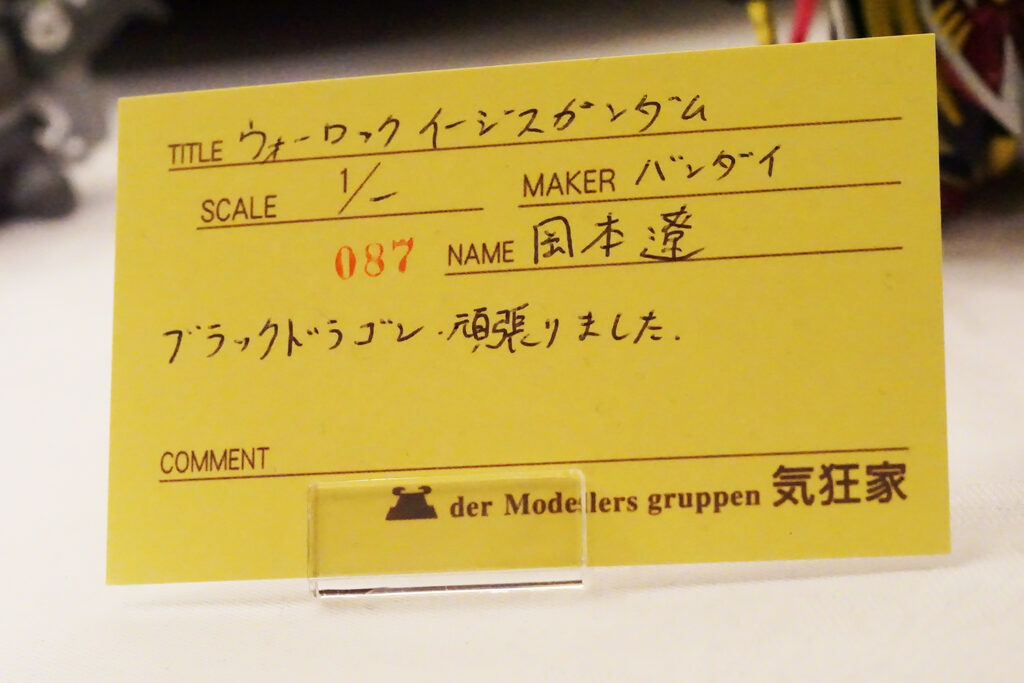 TITLE ウォーロックイージスガンダム
SCALE 1/- MAKER バンダイ
087 NAME 岡本遼
ブラックドラゴン、頑張りました.
COMMENT
der Modellers gruppen 気狂家